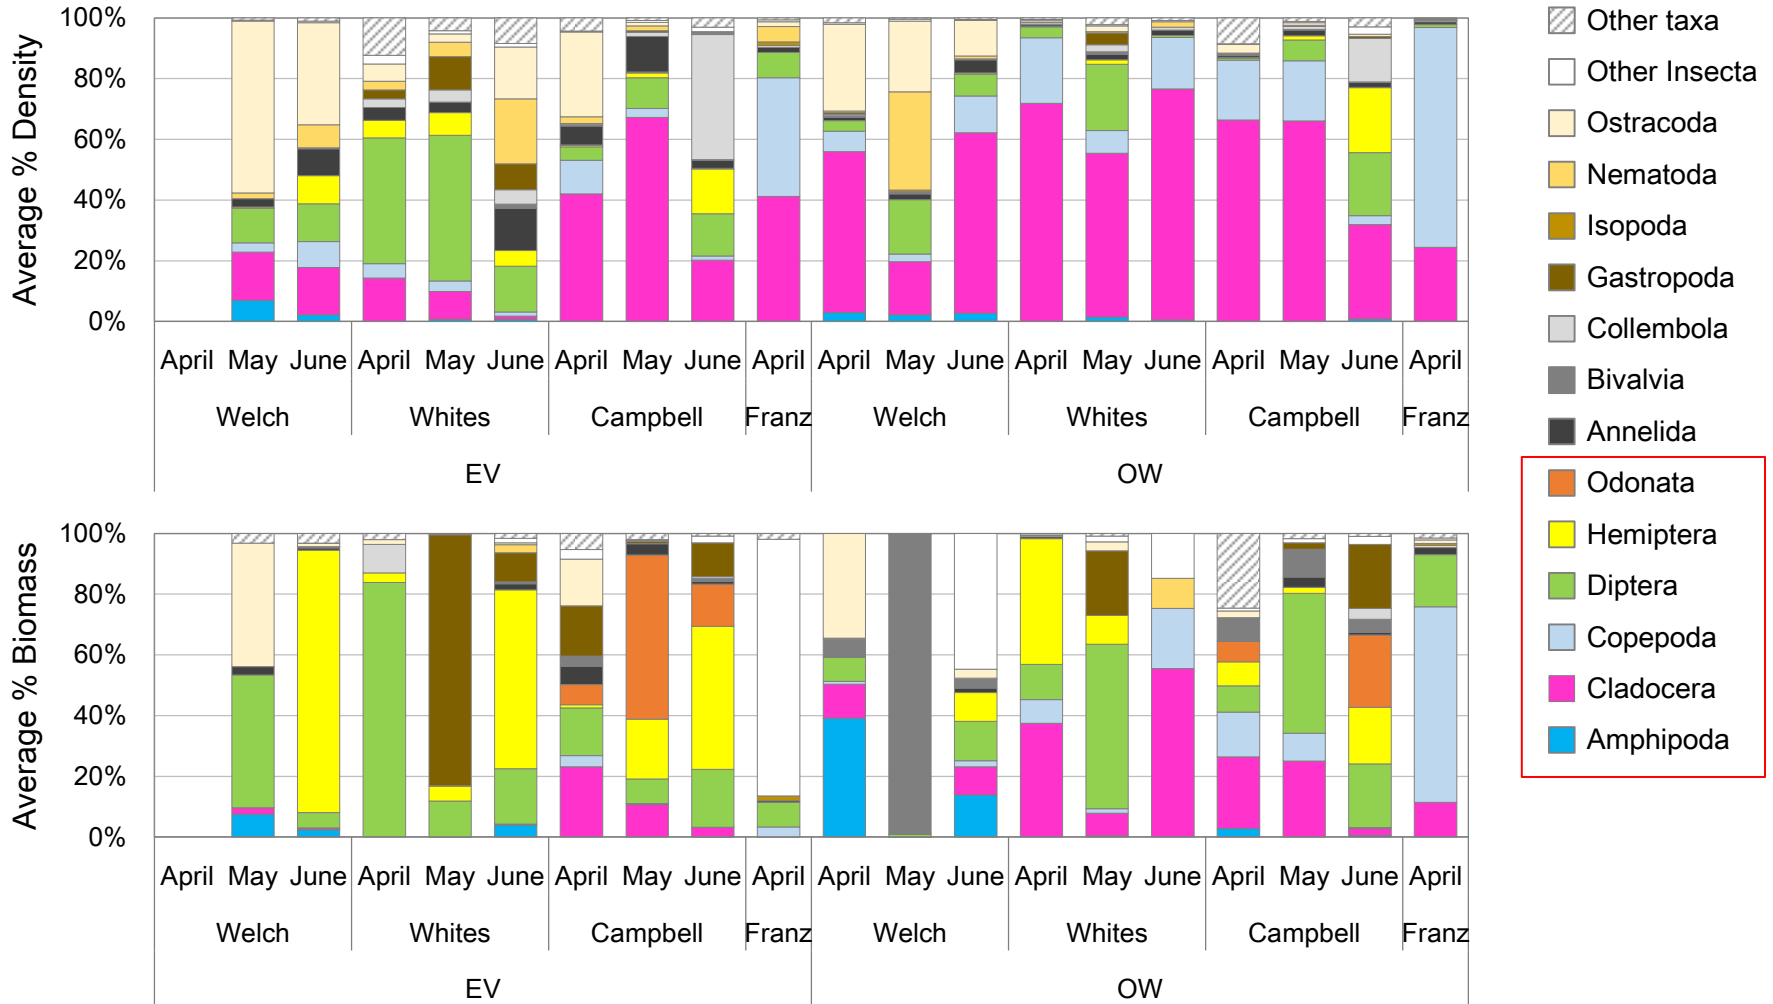 Average % Density
100%
80%
60%
40%
20%
0%
April May June April May June April May June April April May June April May June April May June April
Welch Whites Campbell Franz Welch Whites Campbell Franz
EV OW
Average % Biomass
100%
80%
60%
40%
20%
0%
April May June April May June April May June April April May June April May June April May June April
Welch Whites Campbell Franz Welch Whites Campbell Franz
EV OW
Other taxa
Other Insecta
Ostracoda
Nematoda
Isopoda
Gastropoda
Collembola
Bivalvia
Annelida
Odonata
Hemiptera
Diptera
Copepoda
Cladocera
Amphipoda